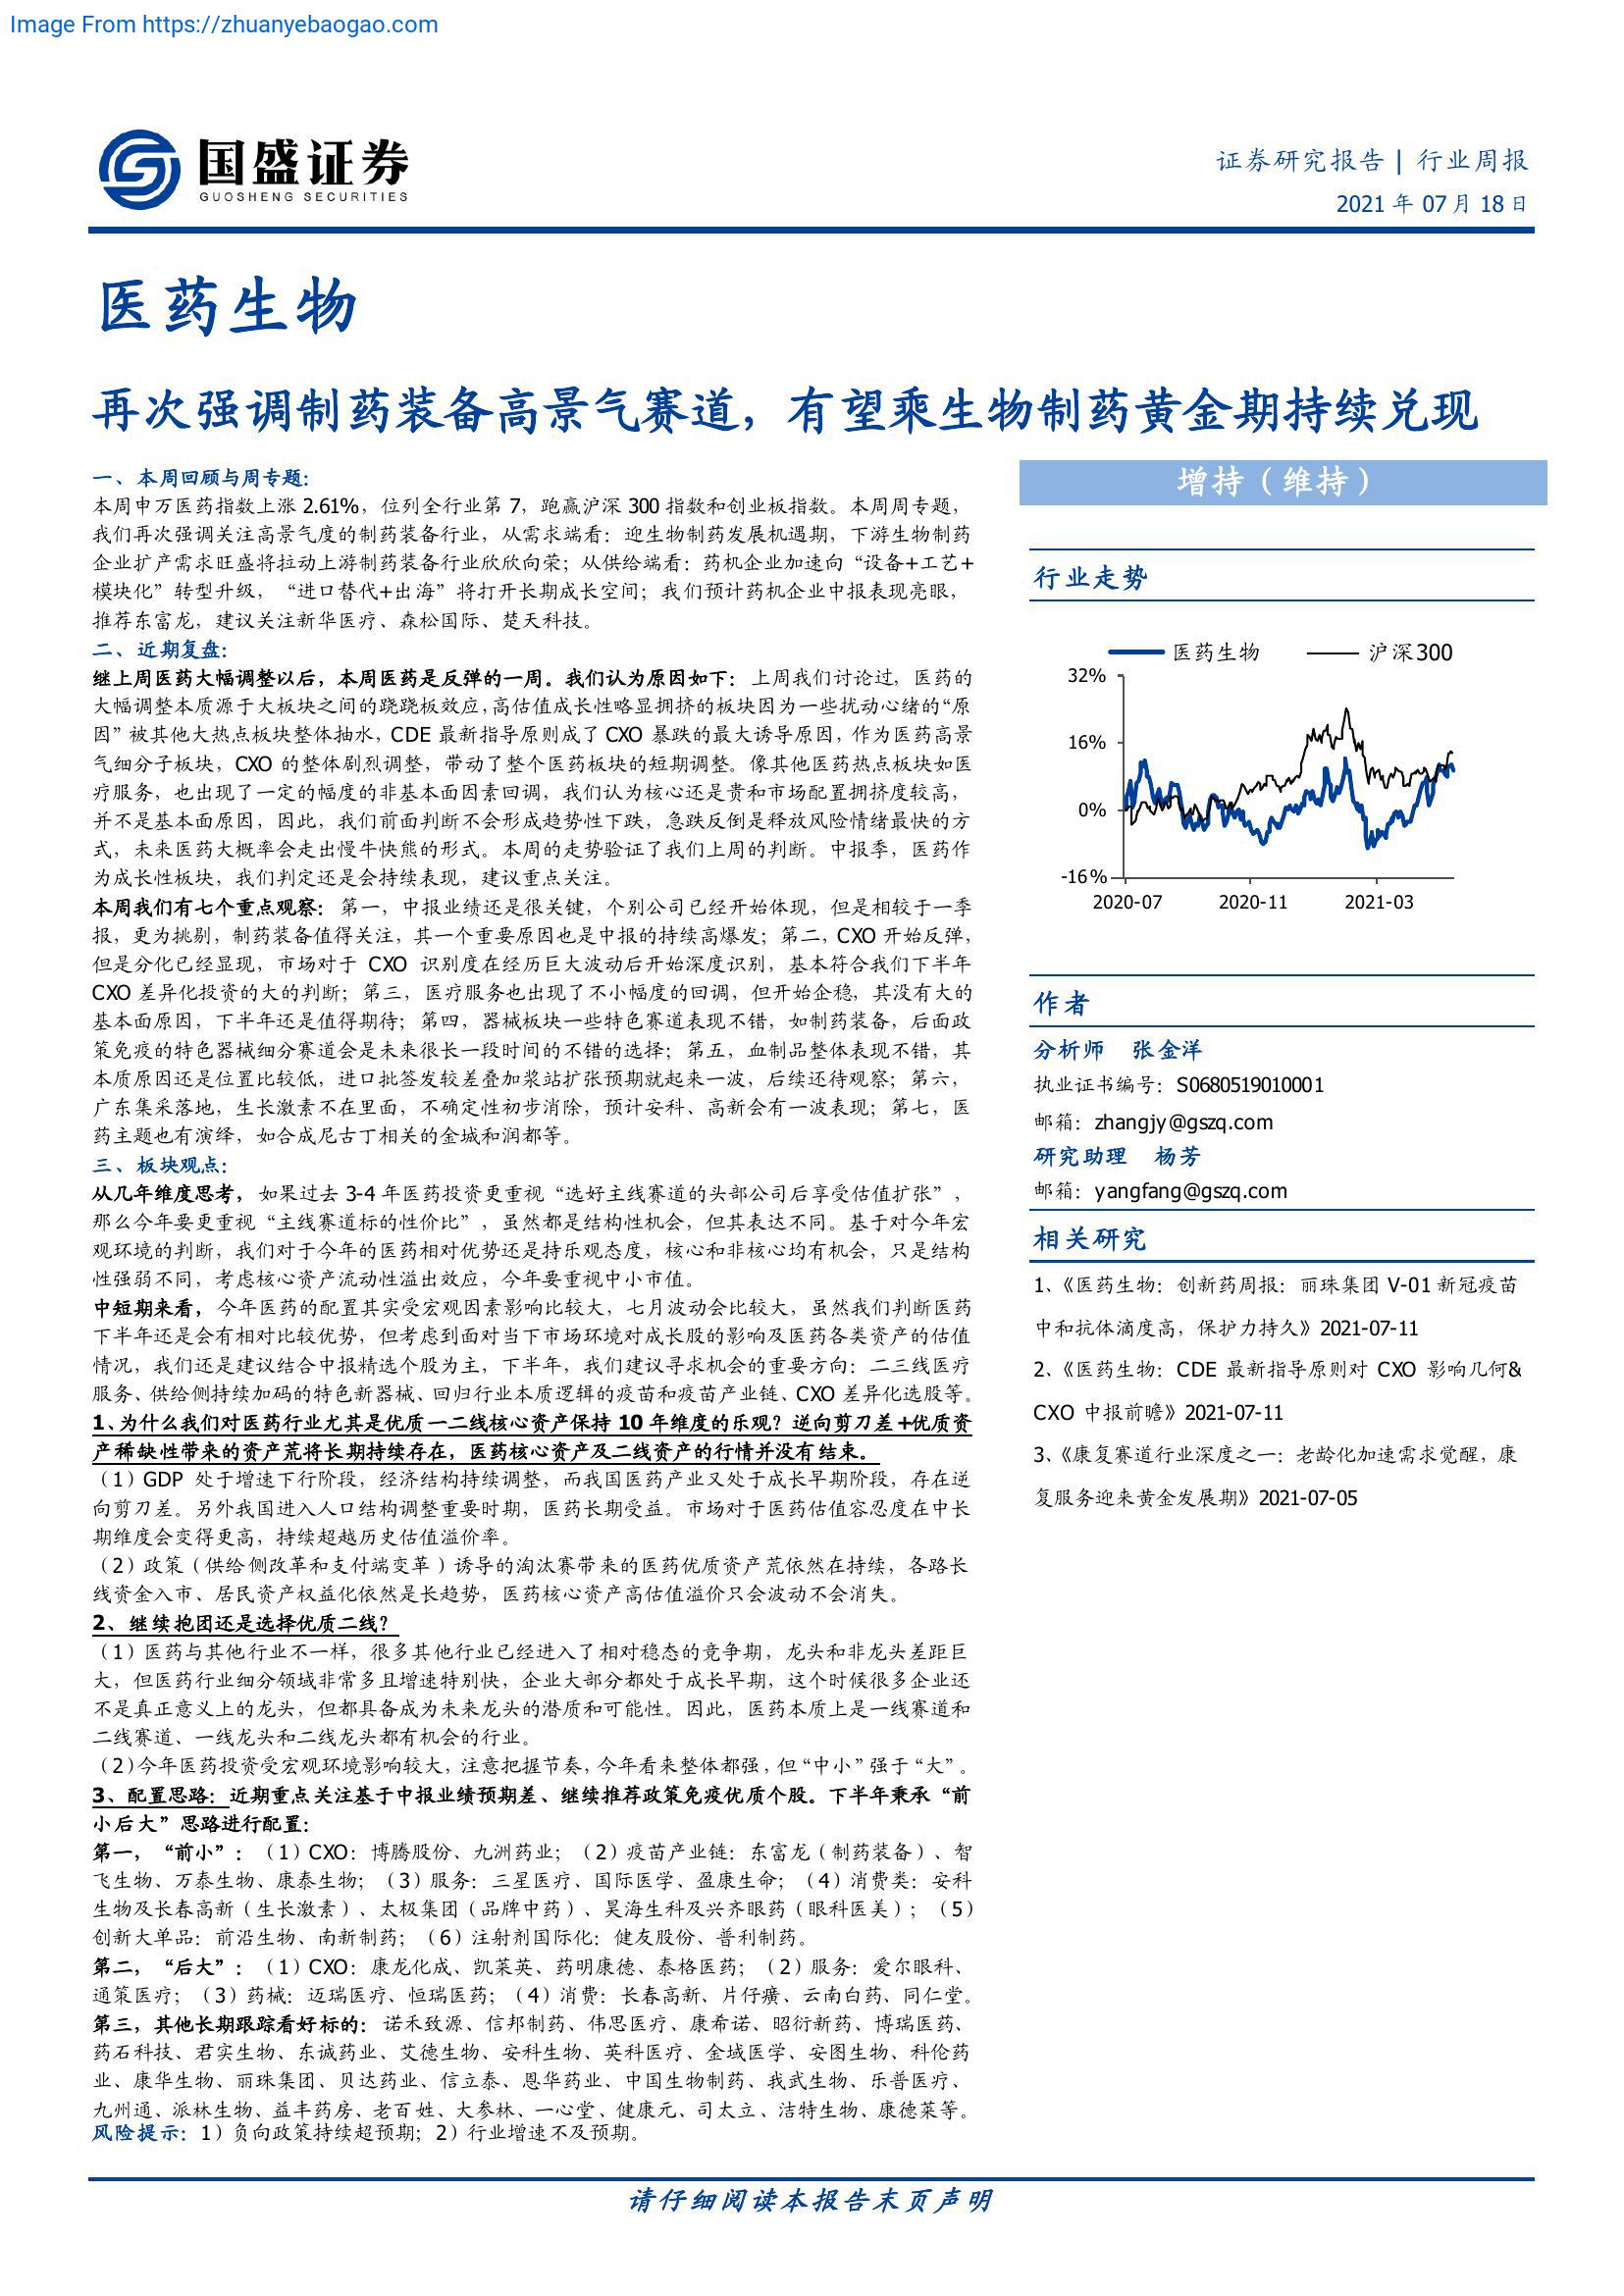 Image From https://zhuanyebaogao.com
国盛证券
GUOSHENG SECURITIES
证券研究报告 | 行业周报
2021 年 07 月 18 日
医药生物
再次强调制药装备高景气赛道，有望乘生物制药黄金期持续兑现
一、本周回顾与周专题：
本周申万医药指数上涨 2.61%，位列全行业第 7，跑赢沪深 300 指数和创业板指数。本周周专题，
我们再次强调关注高景气度的制药装备行业，从需求端看：迎生物制药发展机遇期，下游生物制药
企业扩产需求旺盛将拉动上游制药装备行业欣欣向荣；从供给端看：药机企业加速向“设备+工艺+
模块化”转型升级，“进口替代+出海”将打开长期成长空间；我们预计药机企业中报表现亮眼，
推荐东富龙，建议关注新华医疗、森松国际、楚天科技。
二、近期复盘：
继上周医药大幅调整以后，本周医药是反弹的一周。我们认为原因如下：上周我们讨论过，医药的
大幅调整本质源于大板块之间的跷跷板效应，高估值成长性略显拥挤的板块因为一些扰动心绪的“原
因”被其他大热点板块整体抽水，CDE 最新指导原则成了 CXO 暴跌的最大诱导原因，作为医药高景
气细分子板块，CXO 的整体剧烈调整，带动了整个医药板块的短期调整。像其他医药热点板块如医
疗服务，也出现了一定的幅度的非基本面因素回调，我们认为核心还是贵和市场配置拥挤度较高，
并不是基本面原因，因此，我们前面判断不会形成趋势性下跌，急跌反倒是释放风险情绪最快的方
式，未来医药大概率会走出慢牛快熊的形式。本周的走势验证了我们上周的判断。中报季，医药作
为成长性板块，我们判定还是会持续表现，建议重点关注。
本周我们有七个重点观察：第一，中报业绩还是很关键，个别公司已经开始体现，但是相较于一季
报，更为挑剔，制药装备值得关注，其一个重要原因也是中报的持续高爆发；第二，CXO 开始反弹，
但是分化已经显现，市场对于 CXO 识别度在经历巨大波动后开始深度识别，基本符合我们下半年
CXO 差异化投资的大的判断；第三，医疗服务也出现了不小幅度的回调，但开始企稳，其没有大的
基本面原因，下半年还是值得期待；第四，器械板块一些特色赛道表现不错，如制药装备，后面政
策免疫的特色器械细分赛道会是未来很长一段时间的不错的选择；第五，血制品整体表现不错，其
本质原因还是位置比较低，进口批签发较差叠加浆站扩张预期就起来一波，后续还待观察；第六，
广东集采落地，生长激素不在里面，不确定性初步消除，预计安科、高新会有一波表现；第七，医
药主题也有演绎，如合成尼古丁相关的金城和润都等。
三、板块观点：
从几年维度思考，如果过去 3-4 年医药投资更重视“选好主线赛道的头部公司后享受估值扩张”，
那么今年要更重视“主线赛道标的性价比”，虽然都是结构性机会，但其表达不同。基于对今年宏
观环境的判断，我们对于今年的医药相对优势还是持乐观态度，核心和非核心均有机会，只是结构
性强弱不同，考虑核心资产流动性溢出效应，今年要重视中小市值。
中短期来看，今年医药的配置其实受宏观因素影响比较大，七月波动会比较大，虽然我们判断医药
下半年还是会有相对比较优势，但考虑到面对当下市场环境对成长股的影响及医药各类资产的估值
情况，我们还是建议结合中报精选个股为主，下半年，我们建议寻求机会的重要方向：二三线医疗
服务、供给侧持续加码的特色新器械、回归行业本质逻辑的疫苗和疫苗产业链、CXO 差异化选股等。
1、为什么我们对医药行业尤其是优质一二线核心资产保持 10 年维度的乐观？逆向剪刀差+优质资
产稀缺性带来的资产荒将长期持续存在，医药核心资产及二线资产的行情并没有结束。
（1）GDP 处于增速下行阶段，经济结构持续调整，而我国医药产业又处于成长早期阶段，存在逆
向剪刀差。另外我国进入人口结构调整重要时期，医药长期受益。市场对于医药估值容忍度在中长
期维度会变得更高，持续超越历史估值溢价率。
（2）政策（供给侧改革和支付端变革）诱导的淘汰赛带来的医药优质资产荒依然在持续，各路长
线资金入市、居民资产权益化依然是长趋势，医药核心资产高估值溢价只会波动不会消失。
2、继续抱团还是选择优质二线？
（1）医药与其他行业不一样，很多其他行业已经进入了相对稳态的竞争期，龙头和非龙头差距巨
大，但医药行业细分领域非常多且增速特别快，企业大部分都处于成长早期，这个时候很多企业还
不是真正意义上的龙头，但都具备成为未来龙头的潜质和可能性。因此，医药本质上是一线赛道和
二线赛道、一线龙头和二线龙头都有机会的行业。
（2）今年医药投资受宏观环境影响较大，注意把握节奏，今年看来整体都强，但“中小”强于“大”。
3、配置思路：近期重点关注基于中报业绩预期差、继续推荐政策免疫优质个股。下半年秉承“前
小后大”思路进行配置：
第一，“前小”：（1）CXO：博腾股份、九洲药业；（2）疫苗产业链：东富龙（制药装备）、智
飞生物、万泰生物、康泰生物；（3）服务：三星医疗、国际医学、盈康生命；（4）消费类：安科
生物及长春高新（生长激素）、太极集团（品牌中药）、昊海生科及兴齐眼药（眼科医美）；（5）
创新大单品：前沿生物、南新制药；（6）注射剂国际化：健友股份、普利制药。
第二，“后大”：（1）CXO：康龙化成、凯莱英、药明康德、泰格医药；（2）服务：爱尔眼科、
通策医疗；（3）药械：迈瑞医疗、恒瑞医药；（4）消费：长春高新、片仔癀、云南白药、同仁堂。
第三，其他长期跟踪看好标的：诺禾致源、信邦制药、伟思医疗、康希诺、昭衍新药、博瑞医药、
药石科技、君实生物、东诚药业、艾德生物、安科生物、英科医疗、金域医学、安图生物、科伦药
业、康华生物、丽珠集团、贝达药业、信立泰、恩华药业、中国生物制药、我武生物、乐普医疗、
九州通、派林生物、益丰药房、老百姓、大参林、一心堂、健康元、司太立、洁特生物、康德莱等。
风险提示：1）负向政策持续超预期；2）行业增速不及预期。
增持（维持）
行业走势
医药生物 沪深300
32%
16%
0%
-16%
2020-07 2020-11 2021-03
作者
分析师 张金洋
执业证书编号：S0680519010001
邮箱：zhangjy@gszq.com
研究助理 杨芳
邮箱：yangfang@gszq.com
相关研究
1、《医药生物：创新药周报：丽珠集团 V-01 新冠疫苗
中和抗体滴度高，保护力持久》2021-07-11
2、《医药生物：CDE 最新指导原则对 CXO 影响几何&
CXO 中报前瞻》2021-07-11
3、《康复赛道行业深度之一：老龄化加速需求觉醒，康
复服务迎来黄金发展期》2021-07-05
请仔细阅读本报告末页声明